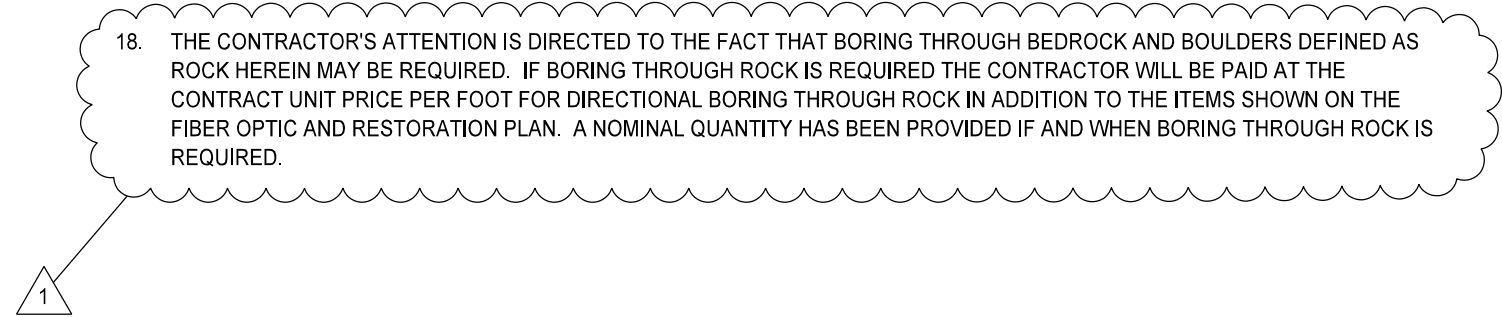 18. THE CONTRACTOR'S ATTENTION IS DIRECTED TO THE FACT THAT BORING THROUGH BEDROCK AND BOULDERS DEFINED AS
ROCK HEREIN MAY BE REQUIRED. IF BORING THROUGH ROCK IS REQUIRED THE CONTRACTOR WILL BE PAID AT THE
CONTRACT UNIT PRICE PER FOOT FOR DIRECTIONAL BORING THROUGH ROCK IN ADDITION TO THE ITEMS SHOWN ON THE
FIBER OPTIC AND RESTORATION PLAN. A NOMINAL QUANTITY HAS BEEN PROVIDED IF AND WHEN BORING THROUGH ROCK IS
REQUIRED.
1